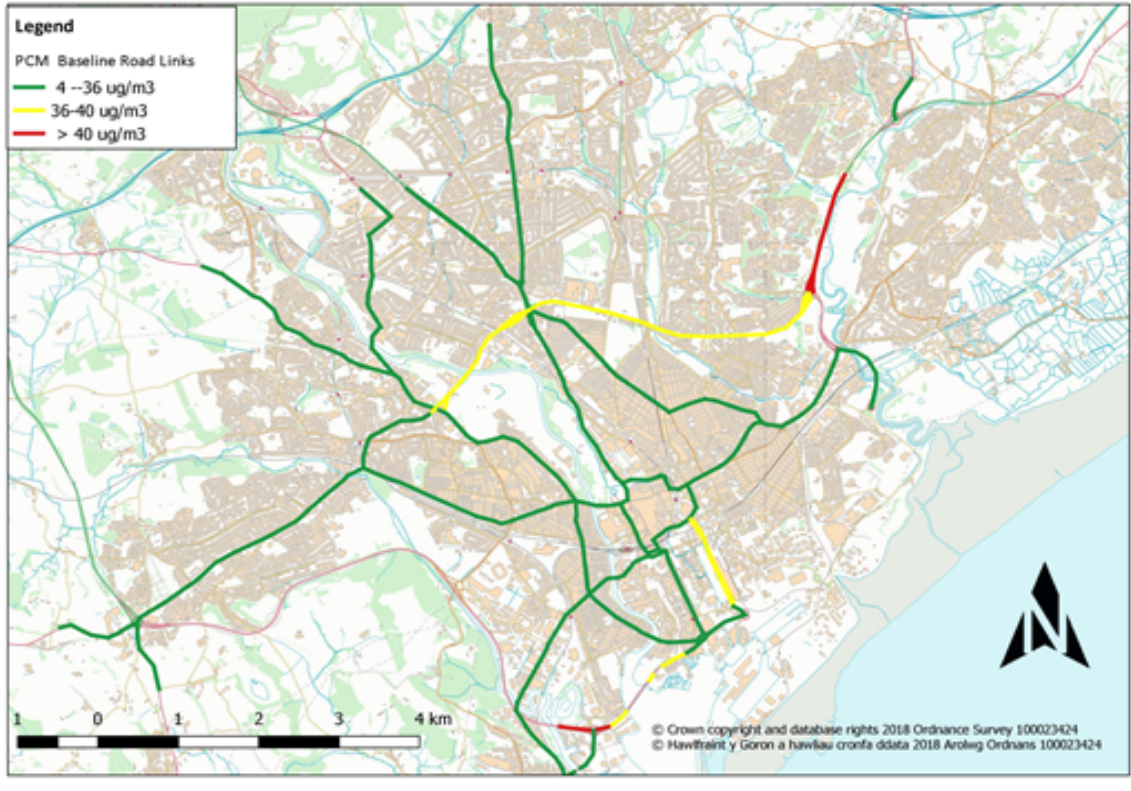 Legend
PCM Baseline Road Links
4 --36 ug/m3
36-40 ug/m3
> 40 ug/m3
1 0 1 2 3 4 km
N
© Crown copyright and database rights 2018 Ordnance Survey 100023424
© Hawlfraint y Goron a hawliau cronfa ddata 2018 Arolwg Ordnans 100023424